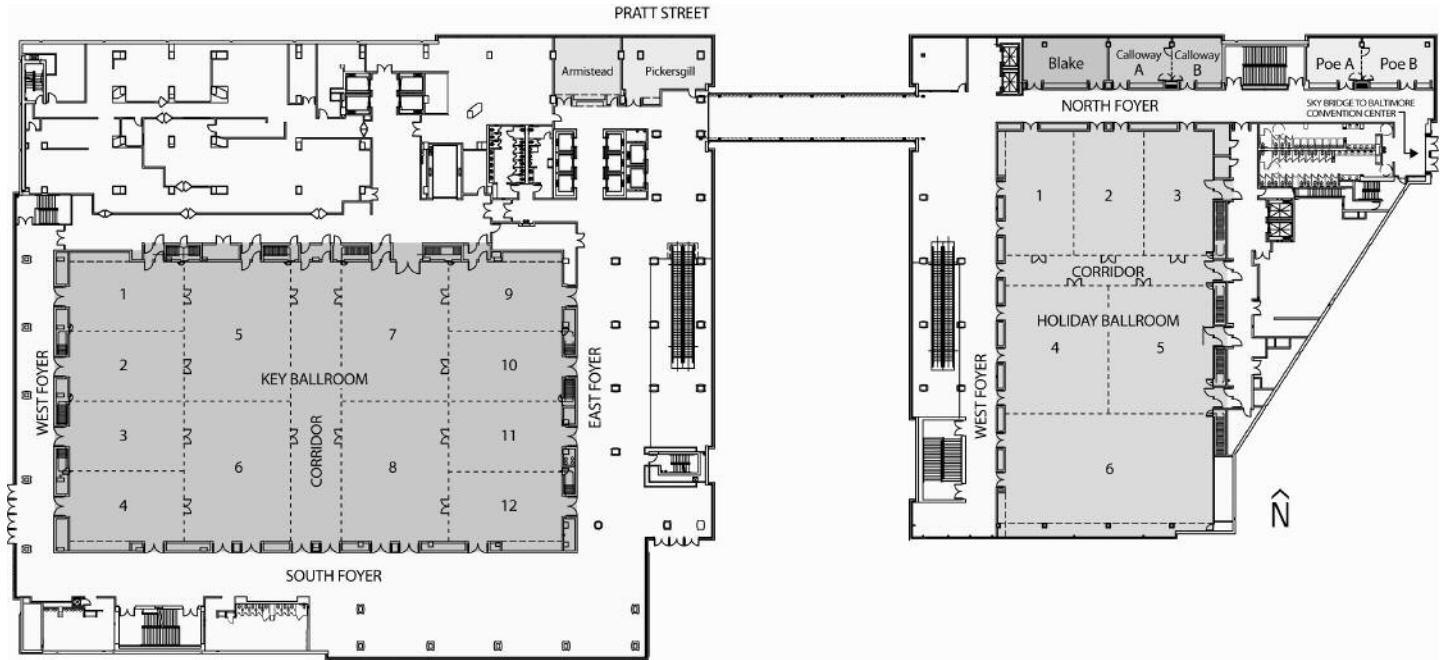 PRATT STREET
Armistead
Pickersgill
Blake
Calloway
A
Calloway
B
Poe A
Poe B
NORTH FOYER
SKY BRIDGE TO BALTIMORE
CONVENTION CENTER
1
2
3
4
5
6
7
8
9
10
11
12
KEY BALLROOM
CORRIDOR
WEST FOYER
EAST FOYER
SOUTH FOYER
1
2
3
CORRIDOR
HOLIDAY BALLROOM
4
5
6
WEST FOYER
N